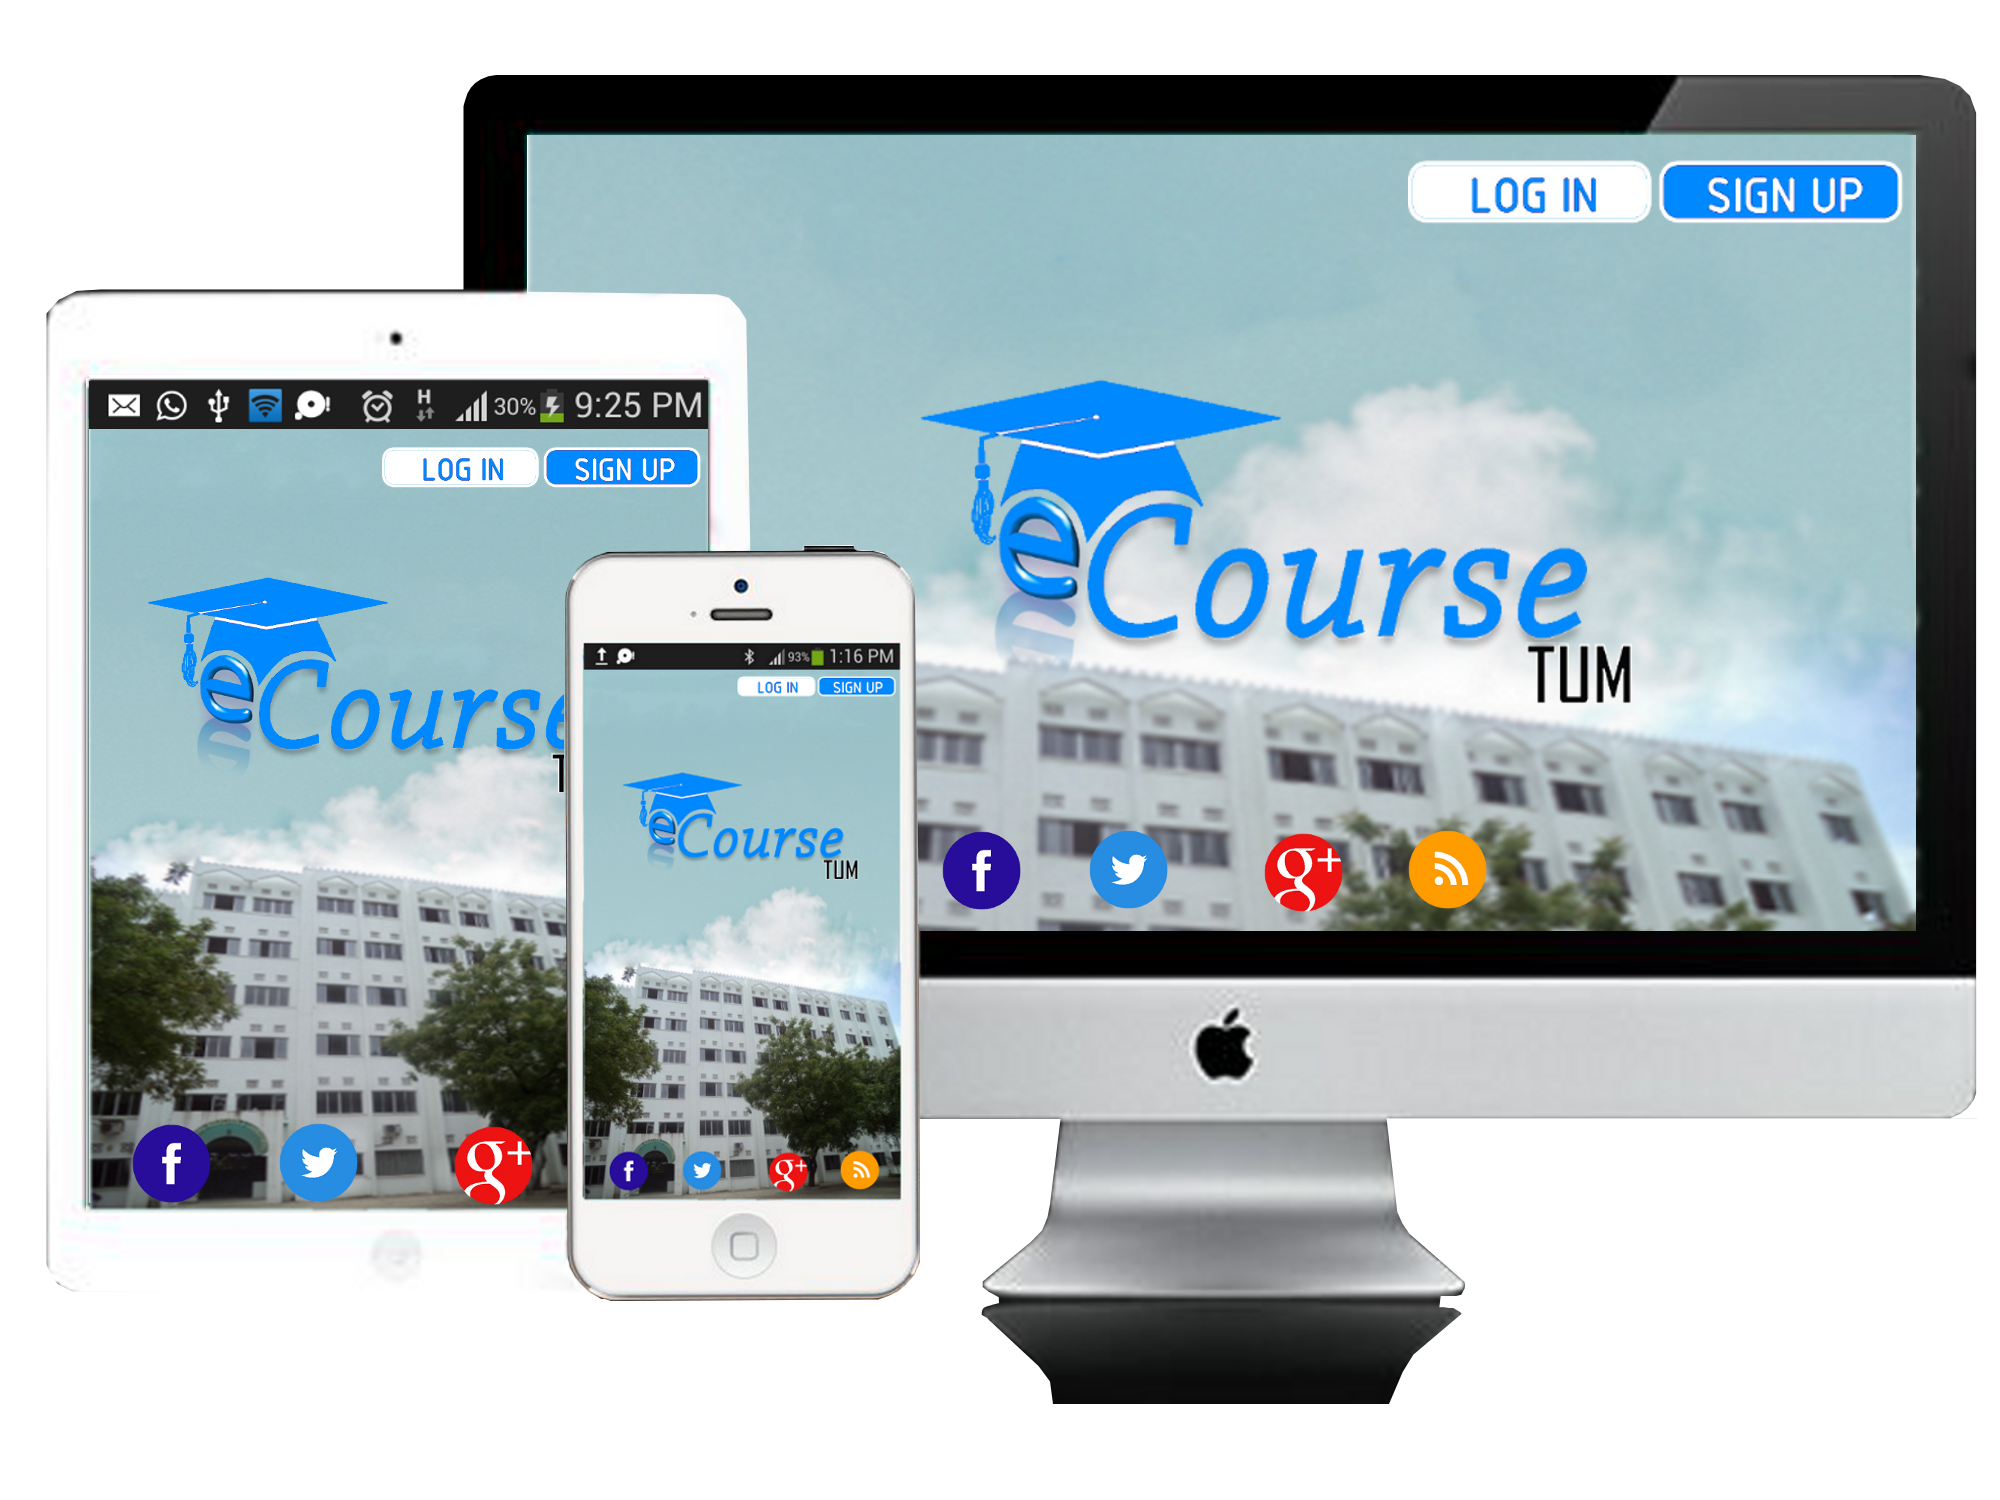 LOG IN SIGN UP
eCourse
TUM
30% 9:25 PM
LOG IN SIGN UP
eCourse
T
93% 1:16 PM
LOG IN SIGN UP
eCourse
TUM
f g+
f g+
f g+